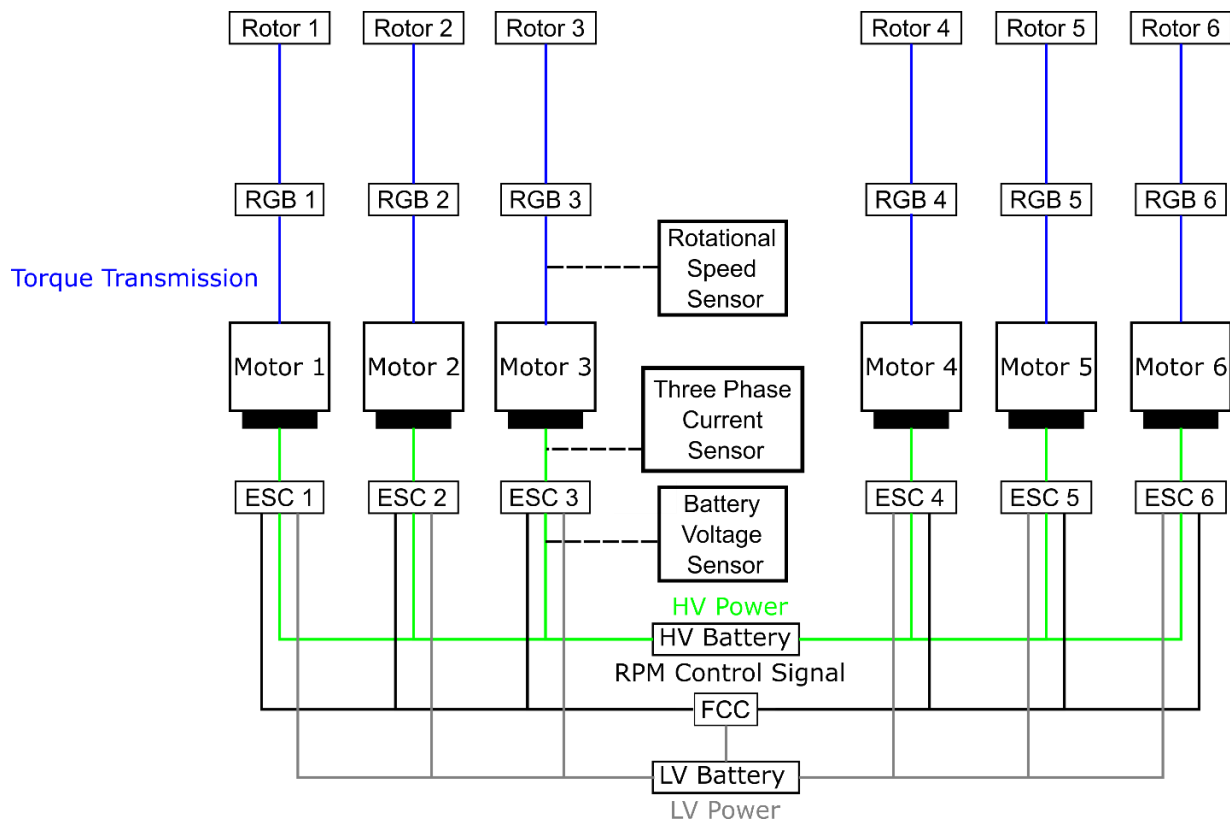 Rotor 1
Rotor 2
Rotor 3
Rotor 4
Rotor 5
Rotor 6
RGB 1
RGB 2
RGB 3
RGB 4
RGB 5
RGB 6
Rotational
Speed
Sensor
Torque Transmission
Motor 1
Motor 2
Motor 3
Motor 4
Motor 5
Motor 6
Three Phase
Current
Sensor
ESC 1
ESC 2
ESC 3
ESC 4
ESC 5
ESC 6
Battery
Voltage
Sensor
HV Power
HV Battery
RPM Control Signal
FCC
LV Battery
LV Power